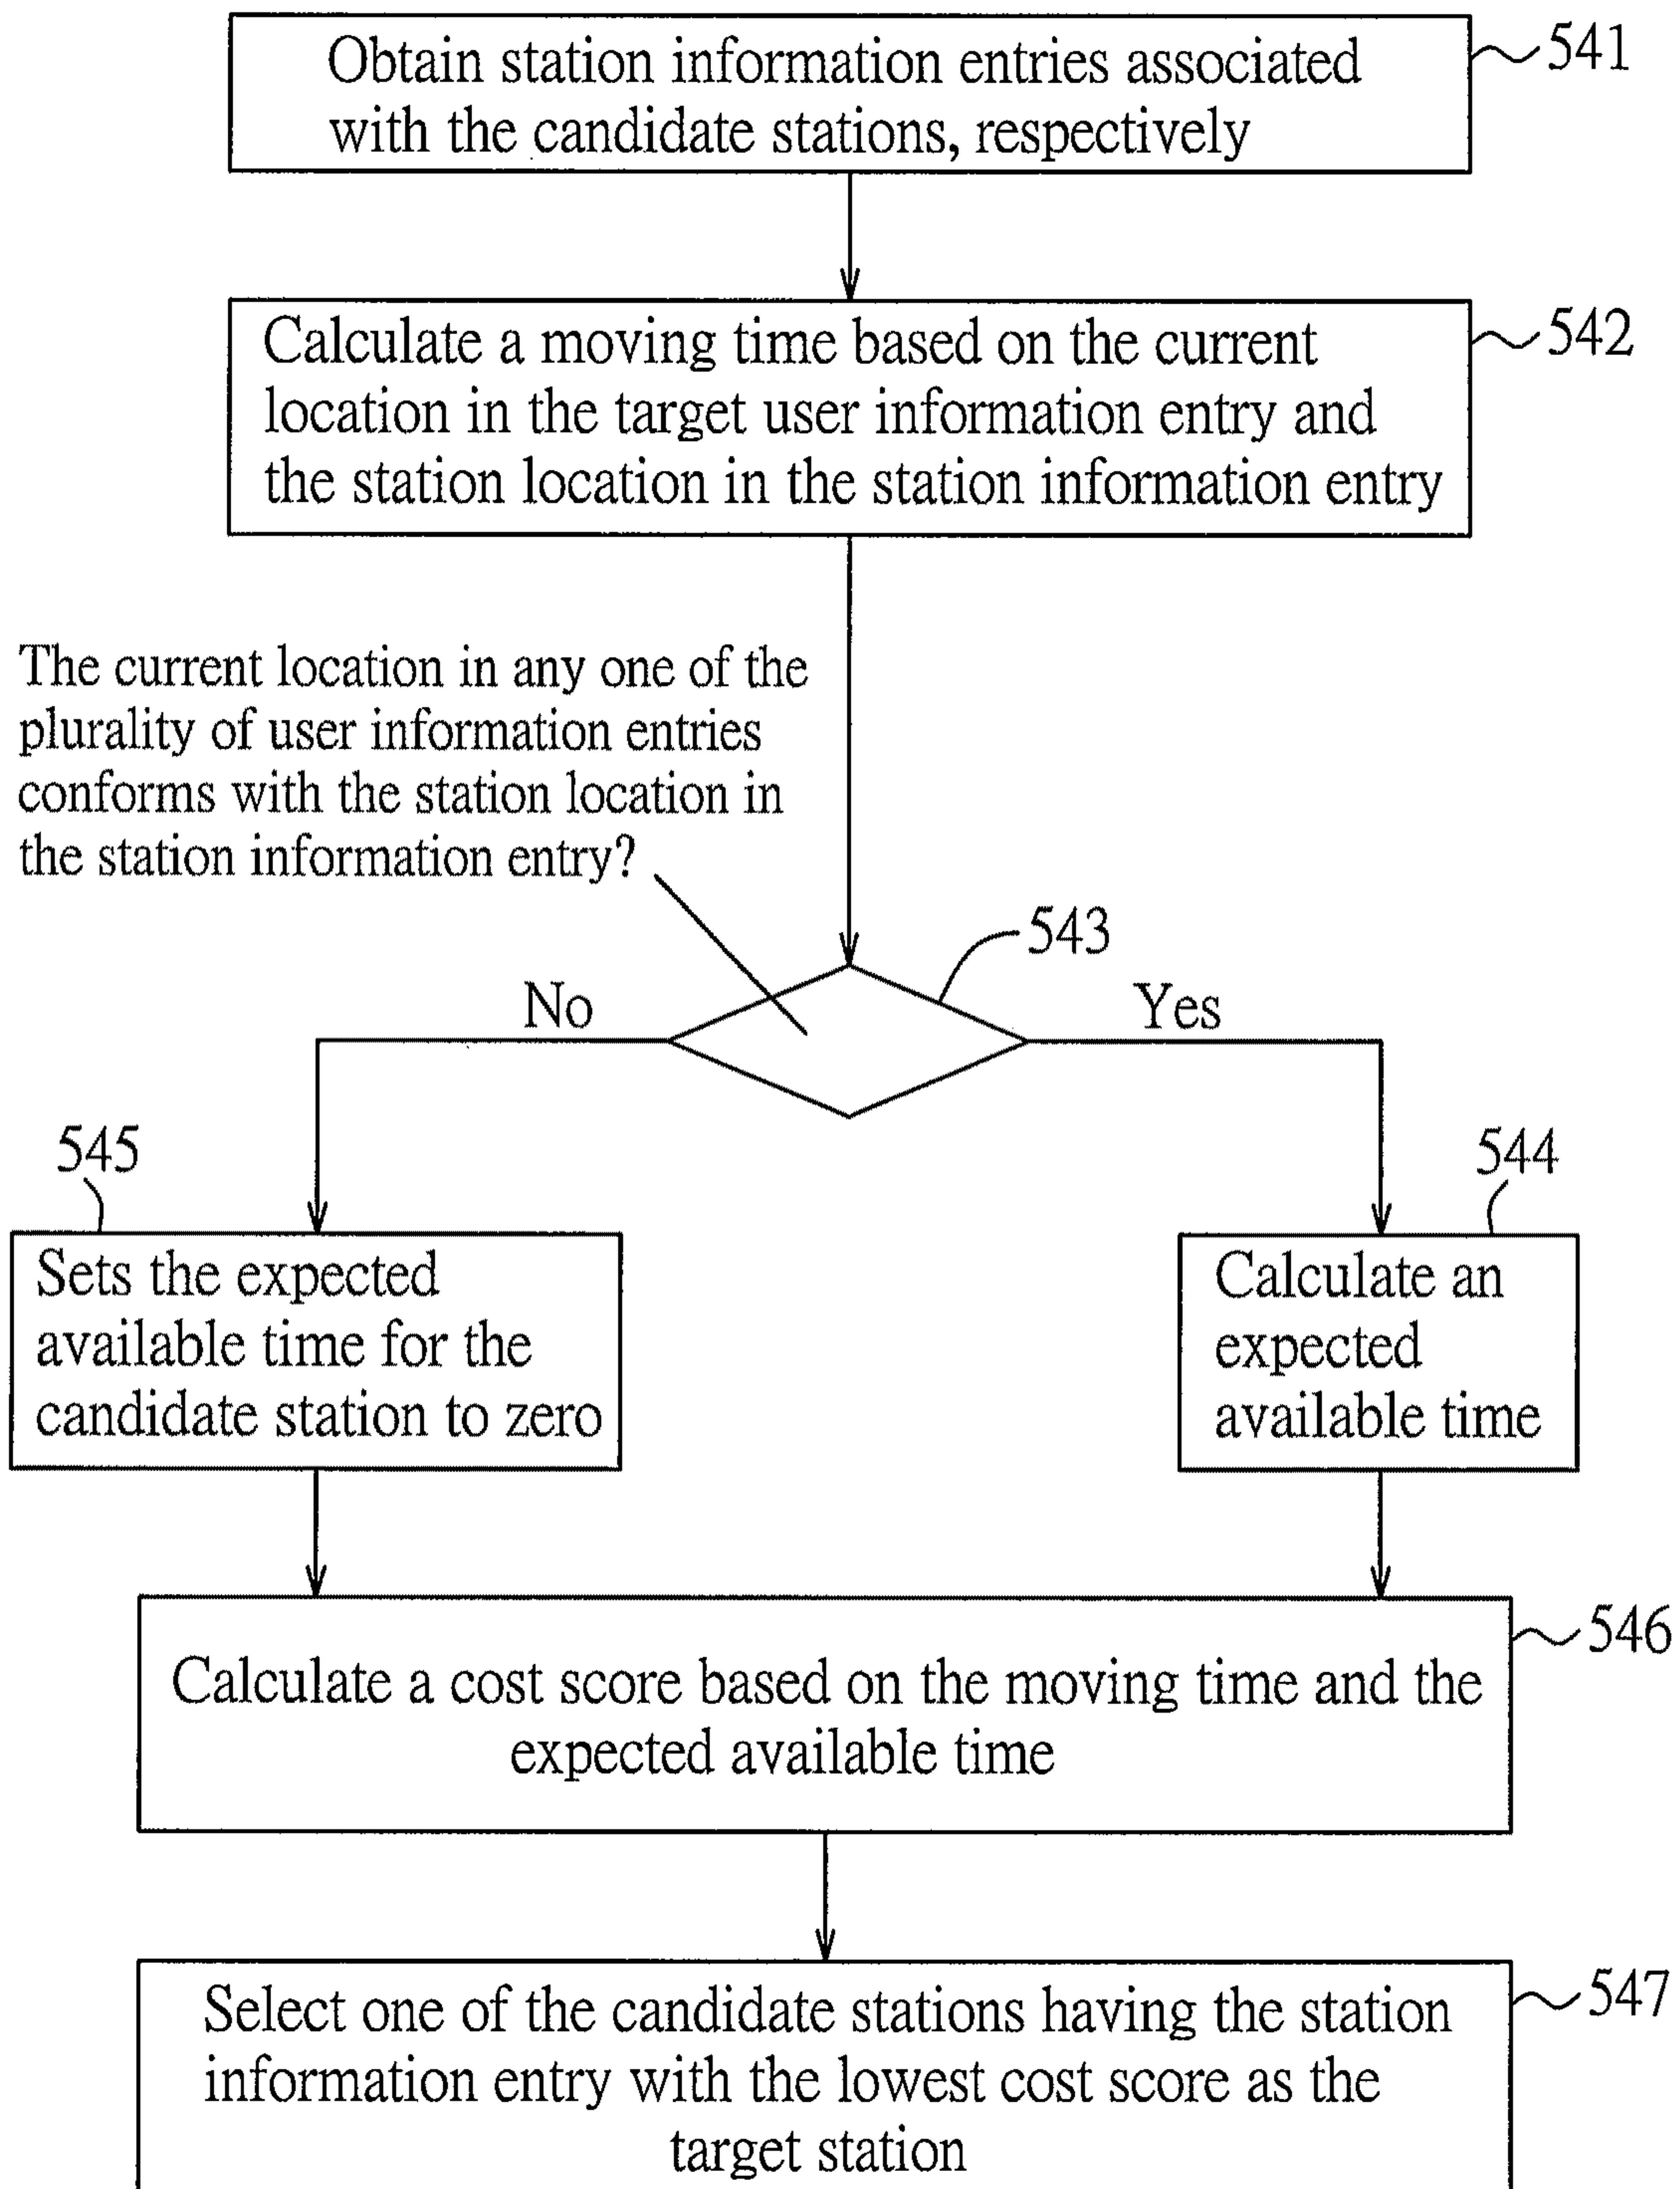 Obtain station information entries associated
with the candidate stations, respectively
541
Calculate a moving time based on the current
location in the target user information entry and
the station location in the station information entry
542
The current location in any one of the
plurality of user information entries
conforms with the station location in
the station information entry?
543
No
Yes
545
544
Sets the expected
available time for the
candidate station to zero
Calculate an
expected
available time
546
Calculate a cost score based on the moving time and the
expected available time
547
Select one of the candidate stations having the station
information entry with the lowest cost score as the
target station